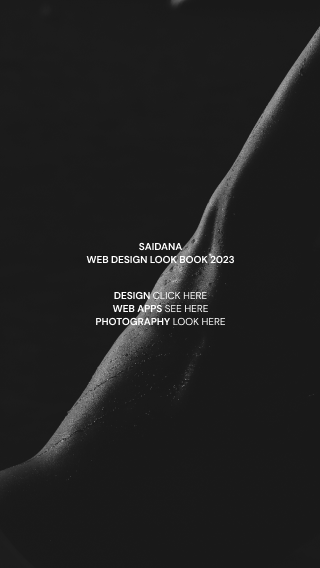 SAIDANA
WEB DESIGN LOOK BOOK 2023
DESIGN CLICK HERE
WEB APPS SEE HERE
PHOTOGRAPHY LOOK HERE